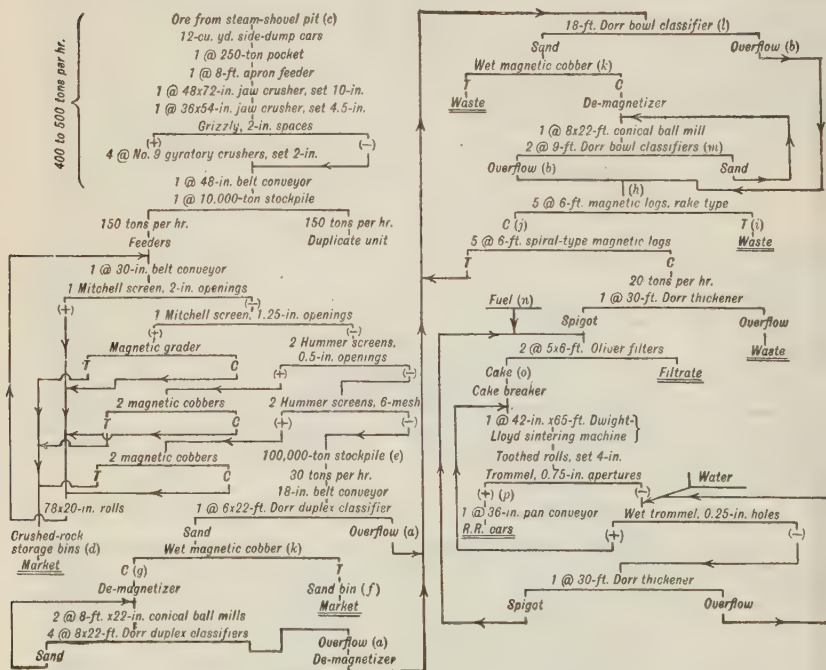 Ore from steam-shovel pit (c)
12-cu. yd. side-dump cars
1 @ 250-ton pocket
1 @ 8-ft. apron feeder
1 @ 48x72-in. jaw crusher, set 10-in.
1 @ 36x54-in. jaw crusher, set 4.5-in.
Grizzly, 2-in. spaces
(+) (-)
4 @ No. 9 gyratory crushers, set 2-in.
1 @ 48-in. belt conveyor
1 @ 10.000-ton stockpile
400 to 500 tons per hr.
150 tons per hr. 150 tons per hr.
Feeders Duplicate unit
1 @ 30-in. belt conveyor
1 Mitchell screen, 2-in. openings
(+) (-)
1 Mitchell screen, 1.25-in. openings
(+) (-)
Magnetic grader 2 Hummer screens,
0.5-in. openings
T C (+) (-)
2 magnetic cobbers 2 Hummer screens, 6-mesh
T C (+) (-)
2 magnetic cobbers 100,000-ton stockpile (e)
T C 30 tons per hr.
18-in. belt conveyor
78x20-in. rolls 1 @ 6x22-ft. Dorr duplex classifier
Crushed-rock Sand Overflow (a)
storage bins (d) Wet magnetic cobber (k)
Market C (g) T
De-magnetizer Sand bin (f)
Market
2 @ 8-ft. x22-in. conical ball mills
4 @ 8x22-ft. Dorr duplex classifiers
Sand Overflow (a)
De-magnetizer
18-ft. Dorr bowl classifier (l)
Sand Overflow (b)
Wet magnetic cobber (k)
T C
Waste De-magnetizer
1 @ 8x22-ft. conical ball mill
2 @ 9-ft. Dorr bowl classifiers (m)
Overflow (b) Sand
(h)
5 @ 6-ft. magnetic logs, rake type
C (j) T (i)
Waste
5 @ 6-ft. spiral-type magnetic logs
T C
20 tons per hr.
Fuel (n) 1 @ 30-ft. Dorr thickener
Spigot Overflow
Waste
2 @ 5x6-ft. Oliver filters
Cake (o) Filtrate
Cake breaker
1 @ 42-in. x65-ft. Dwight-
Lloyd sintering machine
Toothed rolls, set 4-in.
Trommel, 0.75-in. apertures
(+) (p) (-) Water
1 @ 36-in. pan conveyor Wet trommel, 0.25-in. holes
R.R. cars (+) (-)
1 @ 30-ft. Dorr thickener
Spigot Overflow